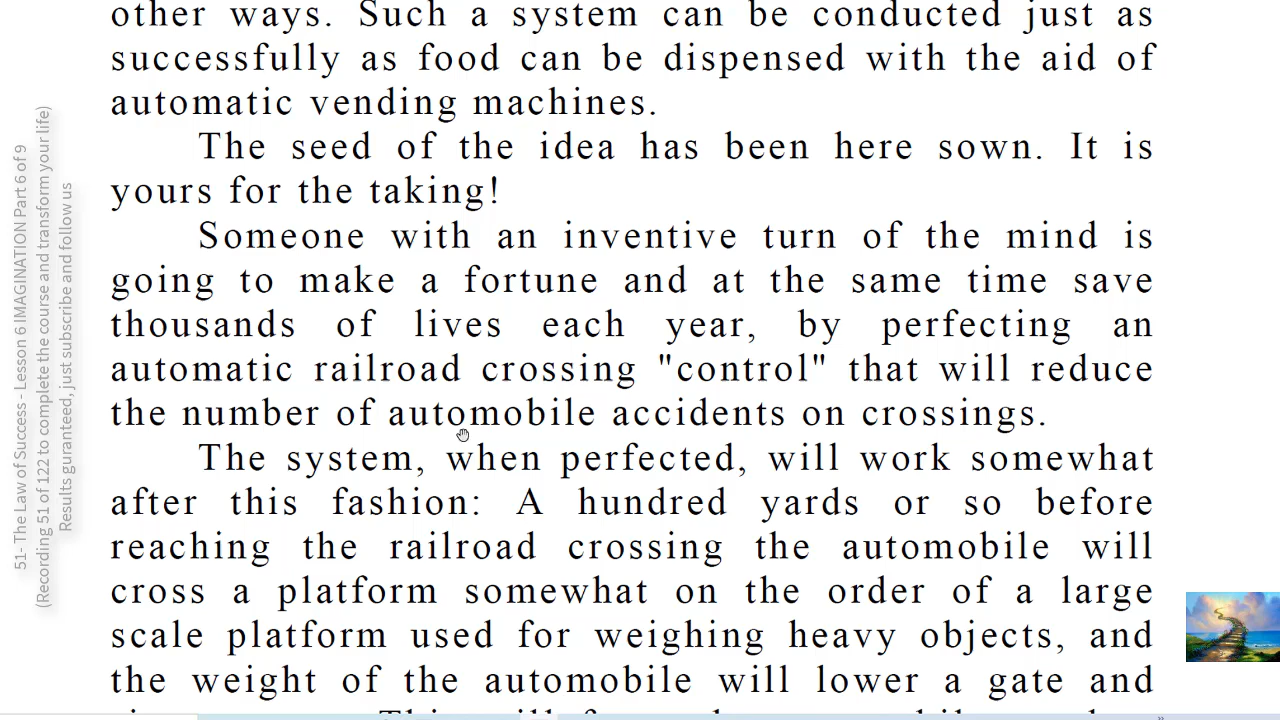 other ways. Such a system can be conducted just as
successfully as food can be dispensed with the aid of
automatic vending machines.
The seed of the idea has been here sown. It is
yours for the taking!
Someone with an inventive turn of the mind is
going to make a fortune and at the same time save
thousands of lives each year, by perfecting an
automatic railroad crossing "control" that will reduce
the number of automobile accidents on crossings.
The system, when perfected, will work somewhat
after this fashion: A hundred yards or so before
reaching the railroad crossing the automobile will
cross a platform somewhat on the order of a large
scale platform used for weighing heavy objects, and
the weight of the automobile will lower a gate and
51- The Law of Success - Lesson 6 IMAGINATION Part 6 of 9
(Recording 51 of 122 to complete the course and transform your life)
Results guranteed, just subscribe and follow us